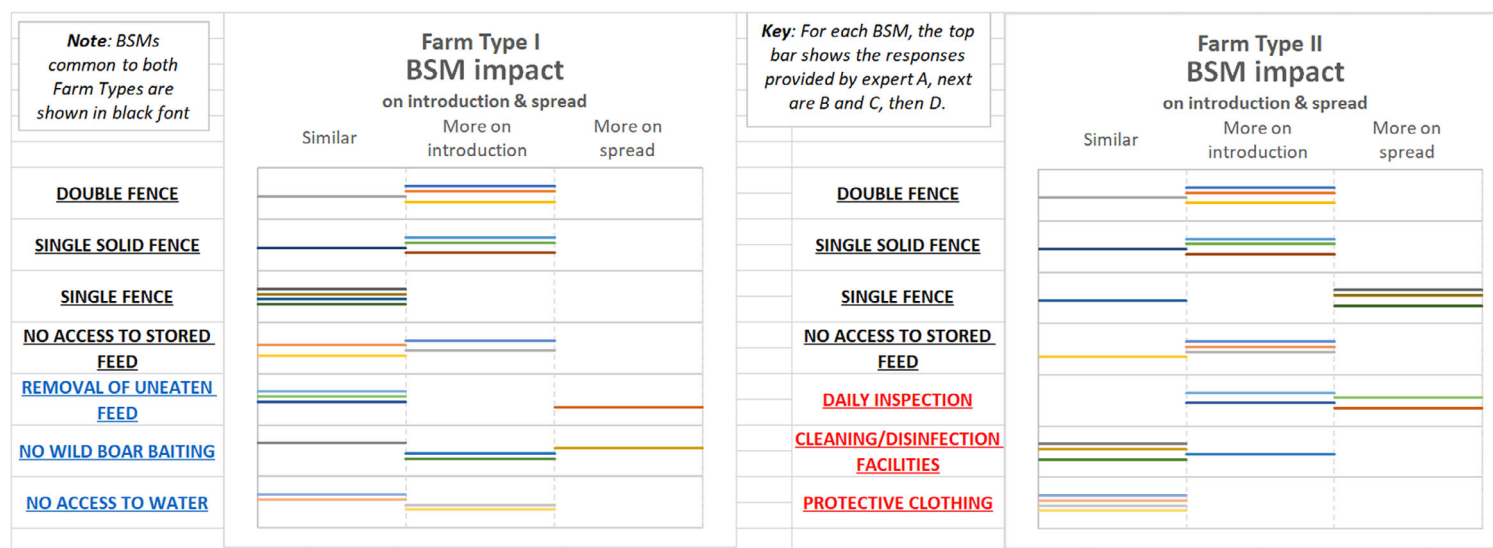 Note: BSMs
common to both
Farm Types are
shown in black font
Farm Type I
BSM impact
on introduction & spread
Similar
More on
introduction
More on
spread
DOUBLE FENCE
SINGLE SOLID FENCE
SINGLE FENCE
NO ACCESS TO STORED
FEED
REMOVAL OF UNEATEN
FEED
NO WILD BOAR BAITING
NO ACCESS TO WATER
Key: For each BSM, the top
bar shows the responses
provided by expert A, next
are B and C, then D.
Farm Type II
BSM impact
on introduction & spread
Similar
More on
introduction
More on
spread
DOUBLE FENCE
SINGLE SOLID FENCE
SINGLE FENCE
NO ACCESS TO STORED
FEED
DAILY INSPECTION
CLEANING/DISINFECTION
FACILITIES
PROTECTIVE CLOTHING